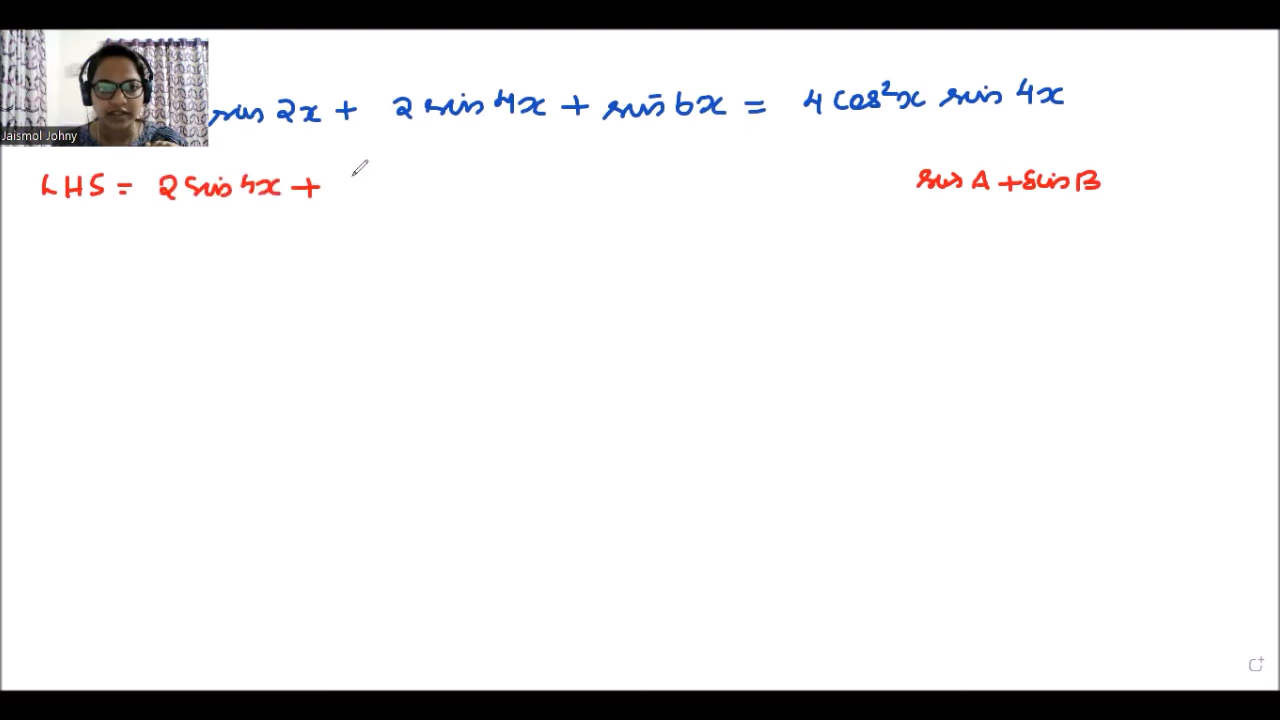 sin 2x + 2 sin 4x + sin 6x = 4 cos²x sin 4x
Jaismol Johny
LHS = 2 sin 4x +
sin A + sin B